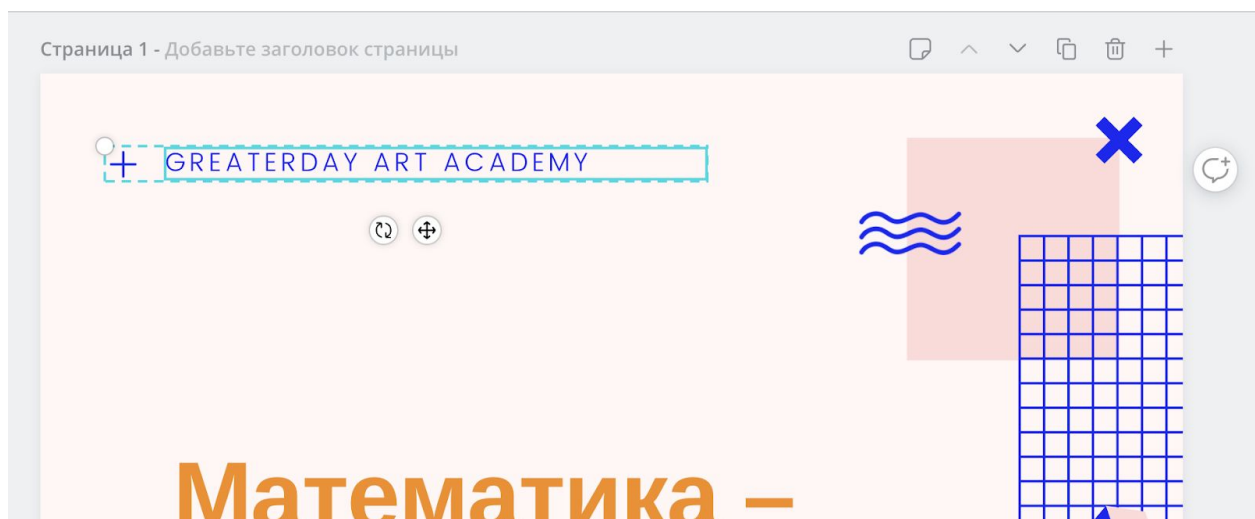 Страница 1 - Добавьте заголовок страницы
GREATERDAY ART ACADEMY
Математика –